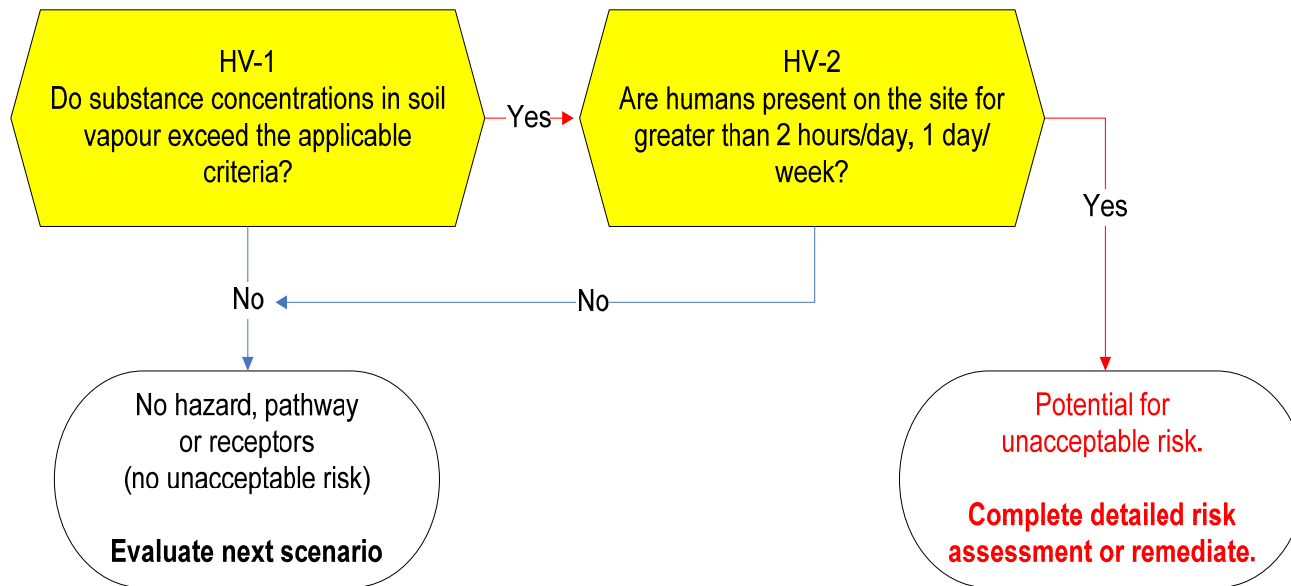 HV-1
Do substance concentrations in soil
vapour exceed the applicable
criteria?
Yes
HV-2
Are humans present on the site for
greater than 2 hours/day, 1 day/
week?
Yes
No
No
No hazard, pathway
or receptors
(no unacceptable risk)
Evaluate next scenario
Potential for
unacceptable risk.
Complete detailed risk
assessment or remediate.